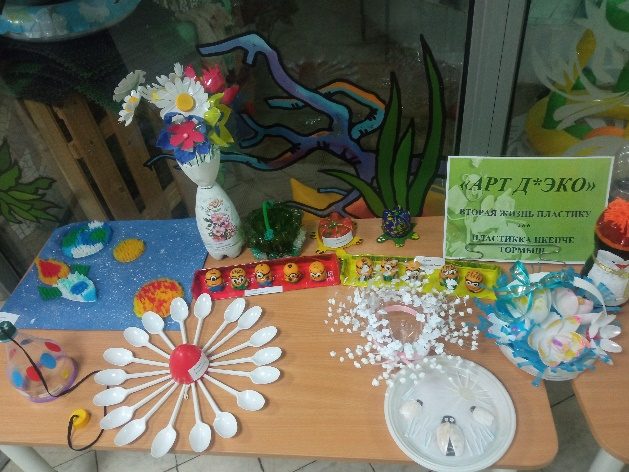 «АРТ Д*ЭКО»
ВТОРАЯ ЖИЗНЬ ПЛАСТИКУ
***
ПЛАСТИККА ИКЕНЧЕ
ТОРМЫШ